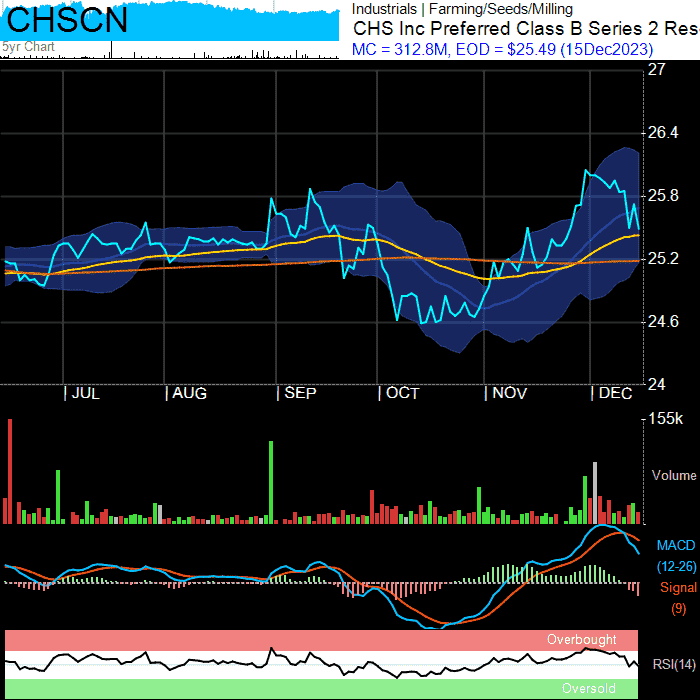 CHSCN
5yr Chart
Industrials | Farming/Seeds/Milling
CHS Inc Preferred Class B Series 2 Res
MC = 312.8M, EOD = $25.49 (15Dec2023)
27
26.4
25.8
25.2
24.6
24
JUL AUG SEP OCT NOV DEC
155k
Volume
MACD
(12-26)
Signal
(9)
Overbought
RSI(14)
Oversold